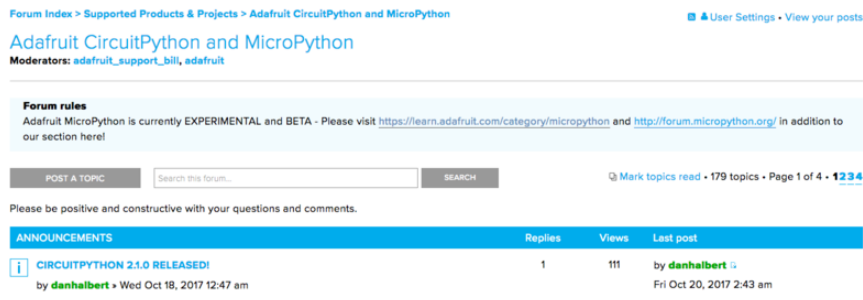 Forum Index > Supported Products & Projects > Adafruit CircuitPython and MicroPython
User Settings • View your posts
Adafruit CircuitPython and MicroPython
Moderators: adafruit_support_bill, adafruit
Forum rules
Adafruit MicroPython is currently EXPERIMENTAL and BETA - Please visit https://learn.adafruit.com/category/micropython and http://forum.micropython.org/ in addition to
our section here!
POST A TOPIC Search this forum... SEARCH Mark topics read • 179 topics • Page 1 of 4 • 1 2 3 4
Please be positive and constructive with your questions and comments.
ANNOUNCEMENTS Replies Views Last post
CIRCUITPYTHON 2.1.0 RELEASED! 1 111 by danhalbert
by danhalbert » Wed Oct 18, 2017 12:47 am Fri Oct 20, 2017 2:43 am